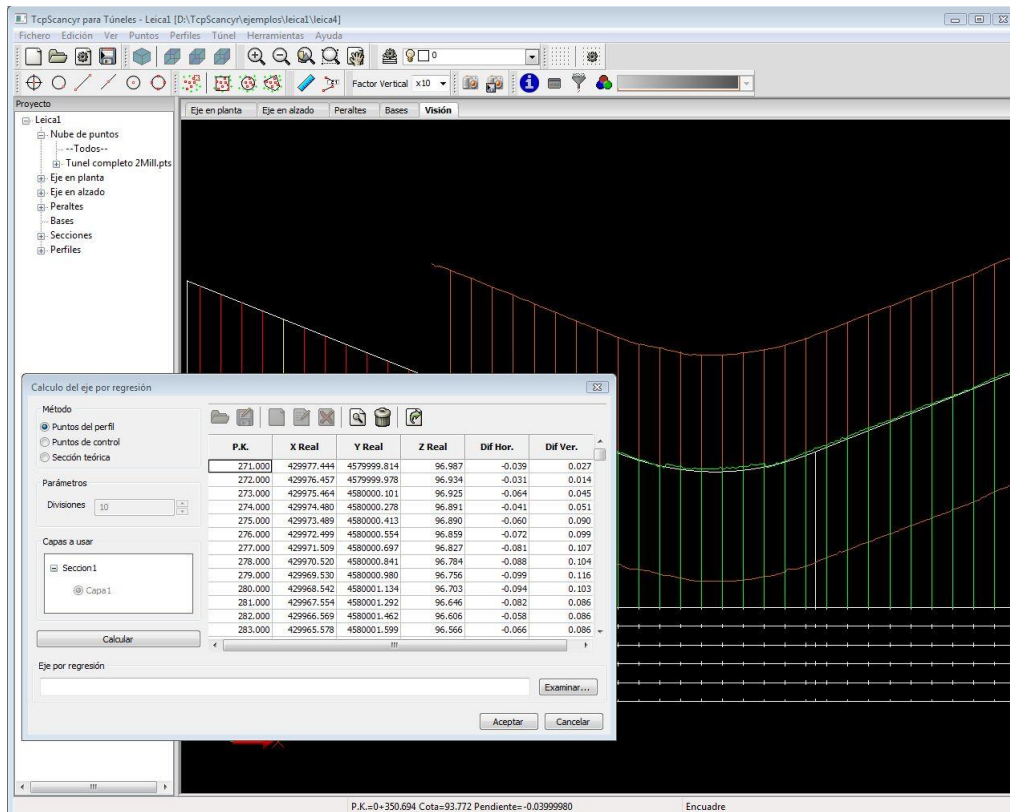 TcpScancyr para Túneles - Leica1 [D:\TcpScancyr\ejemplos\leica1\leica4]
Fichero Edición Ver Puntos Perfiles Túnel Herramientas Ayuda
0
Factor Vertical x10
Proyecto
Leica1
Nube de puntos
--Todos--
Tunel completo 2Mill.pts
Eje en planta
Eje en alzado
Peraltes
Bases
Secciones
Perfiles
Eje en planta Eje en alzado Peraltes Bases Visión
Calculo del eje por regresión
Método
Puntos del perfil
Puntos de control
Sección teórica
Parámetros
Divisiones 10
Capas a usar
Seccion1
Capa1
Calcular
P.K. X Real Y Real Z Real Dif Hor. Dif Ver.
271.000 429977.444 4579999.814 96.987 -0.039 0.027
272.000 429976.457 4579999.978 96.934 -0.031 0.014
273.000 429975.464 4580000.101 96.925 -0.064 0.045
274.000 429974.480 4580000.278 96.891 -0.041 0.051
275.000 429973.489 4580000.413 96.890 -0.060 0.090
276.000 429972.499 4580000.554 96.859 -0.072 0.099
277.000 429971.509 4580000.697 96.827 -0.081 0.107
278.000 429970.520 4580000.841 96.784 -0.088 0.104
279.000 429969.530 4580000.980 96.756 -0.099 0.116
280.000 429968.542 4580001.134 96.703 -0.094 0.103
281.000 429967.554 4580001.292 96.646 -0.082 0.086
282.000 429966.569 4580001.462 96.606 -0.058 0.086
283.000 429965.578 4580001.599 96.566 -0.066 0.086
Eje por regresión
Examinar...
Aceptar Cancelar
P.K.=0+350.694 Cota=93.772 Pendiente=-0.03999980 Encuadre